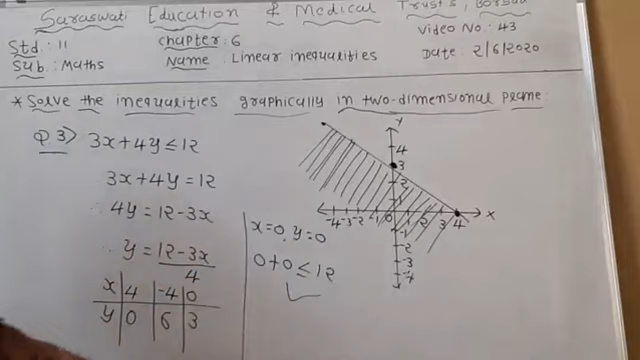 Saraswati Education & Medical Trust's, Borsad
Std: 11
Chapter: 6
Video No: 43
Sub: Maths
Name: Linear inequalities
Date: 2/6/2020
* Solve the inequalities graphically in two-dimensional plane:
Q.3> 3x+4y≤12
3x+4y=12
∴ 4y=12-3x
∴ y=12-3x/4
x 4 -4 0
y 0 6 3
x=0, y=0
0+0≤12
Y
4
3
2
1
-4 -3 -2 -1 0 1 2 3 4 X
-1
-2
-3
-4